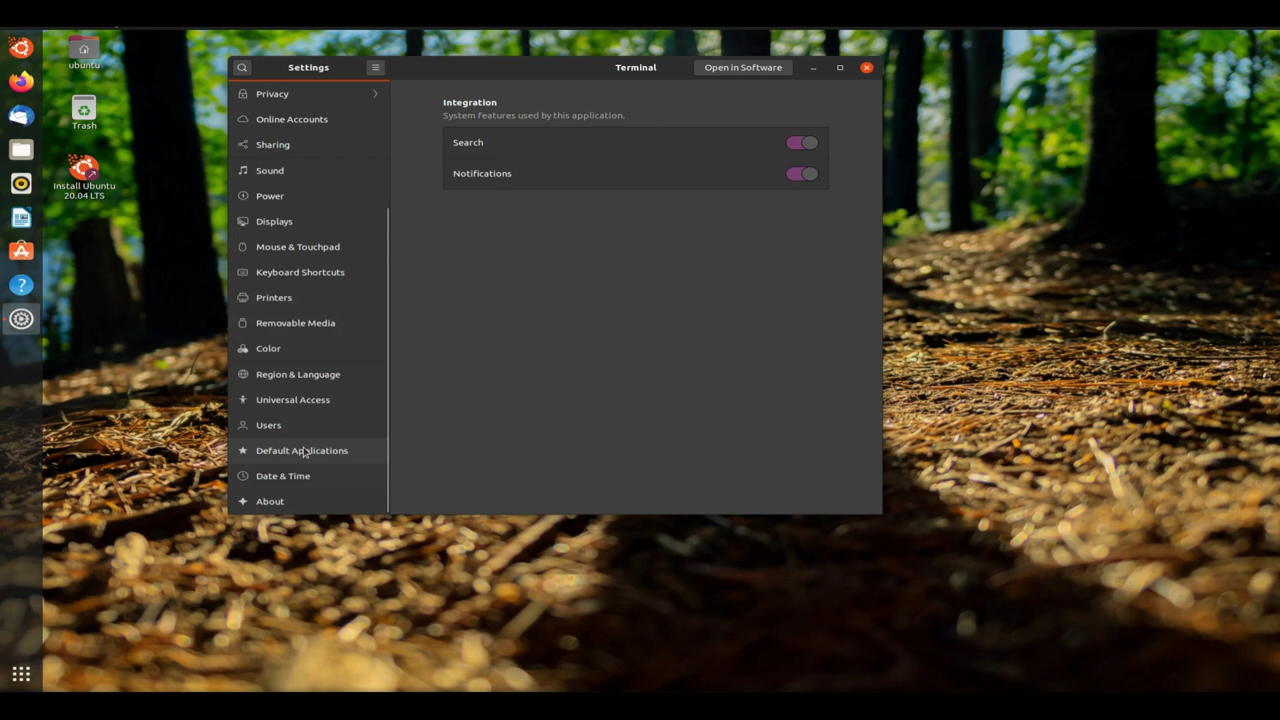 ubuntu
Trash
Install Ubuntu
20.04 LTS
Settings
Terminal
Open in Software
Privacy
Online Accounts
Sharing
Sound
Power
Displays
Mouse & Touchpad
Keyboard Shortcuts
Printers
Removable Media
Color
Region & Language
Universal Access
Users
Default Applications
Date & Time
About
Integration
System features used by this application.
Search
Notifications